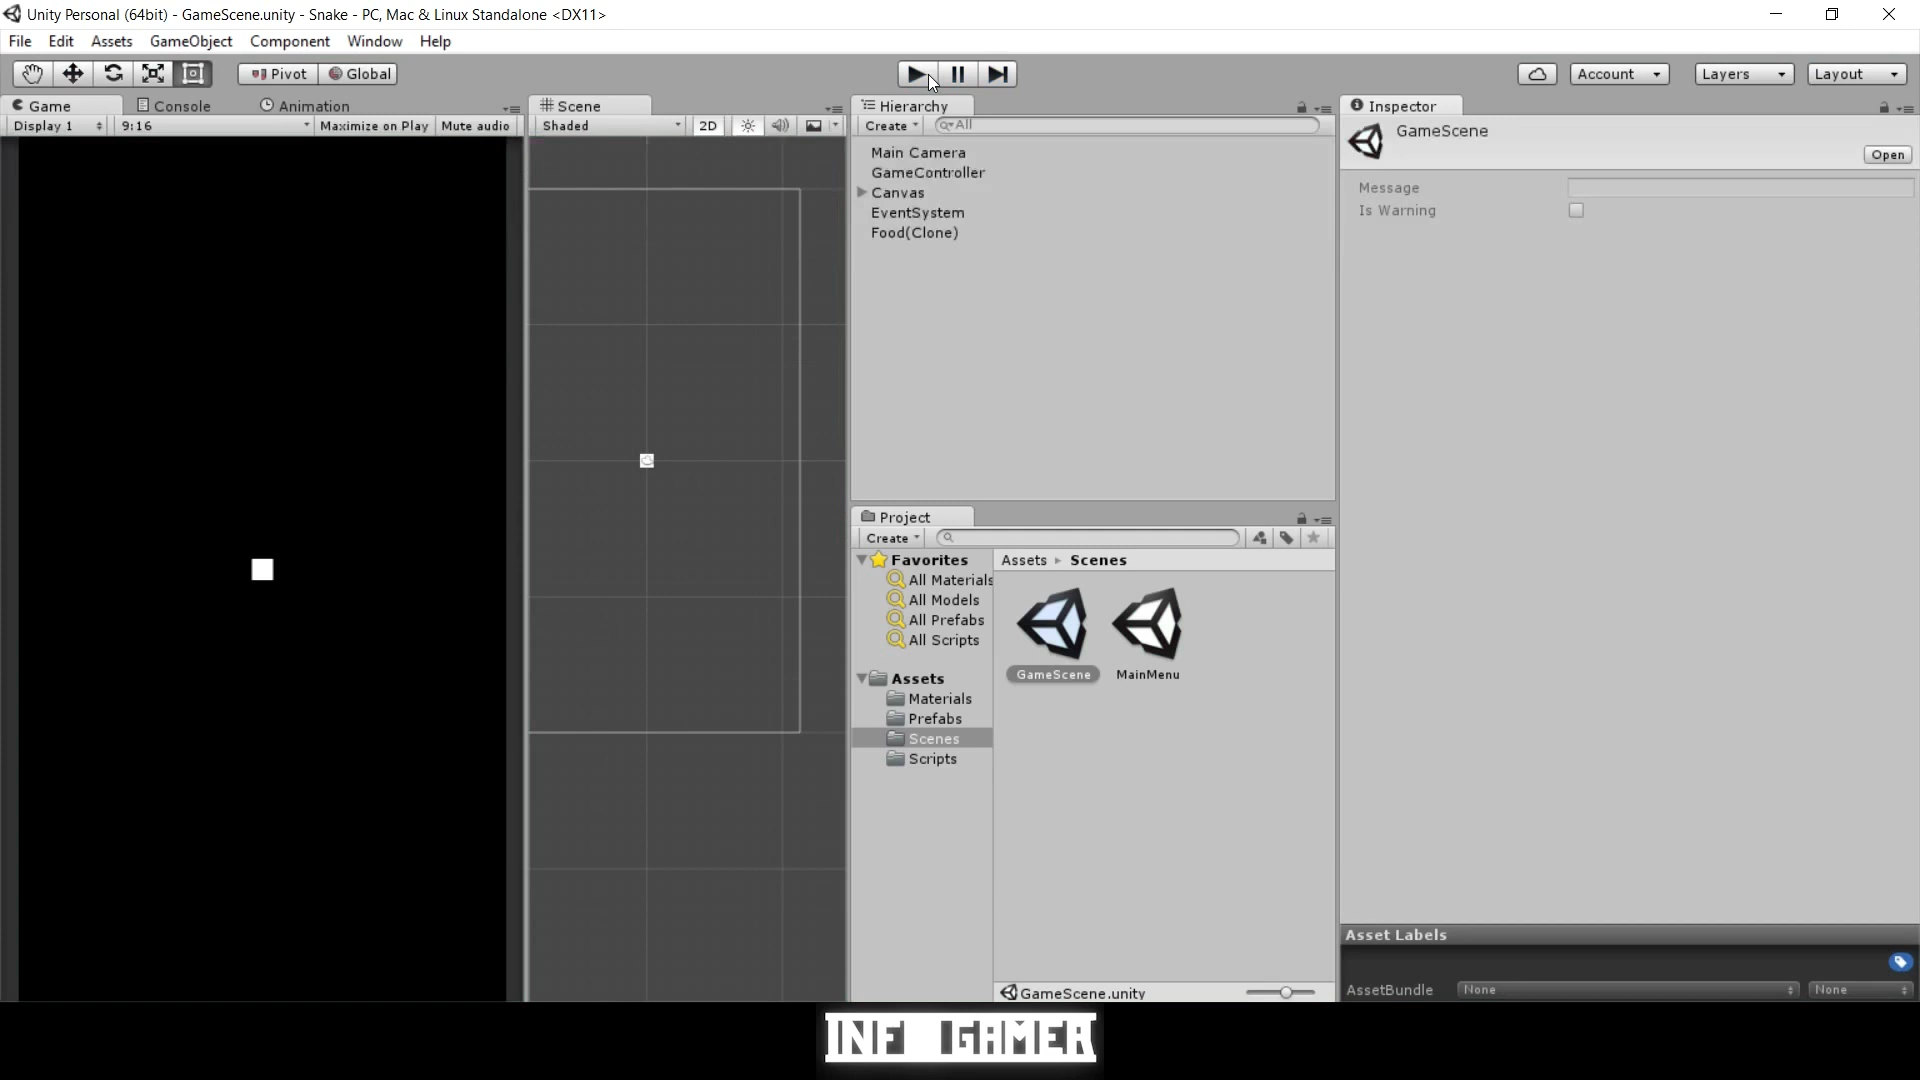 Unity Personal (64bit) - GameScene.unity - Snake - PC, Mac & Linux Standalone <DX11>
File Edit Assets GameObject Component Window Help
Pivot Global Account Layers Layout
Game Console Animation
Display 1 9:16 Maximize on Play Mute audio
Scene
Shaded 2D
Hierarchy
Create All
Main Camera
GameController
Canvas
EventSystem
Food(Clone)
Project
Create
Favorites
All Materials
All Models
All Prefabs
All Scripts
Assets
Materials
Prefabs
Scenes
Scripts
Assets Scenes
GameScene MainMenu
GameScene.unity
Inspector
GameScene
Open
Message
Is Warning
Asset Labels
AssetBundle None None
INF GAMER